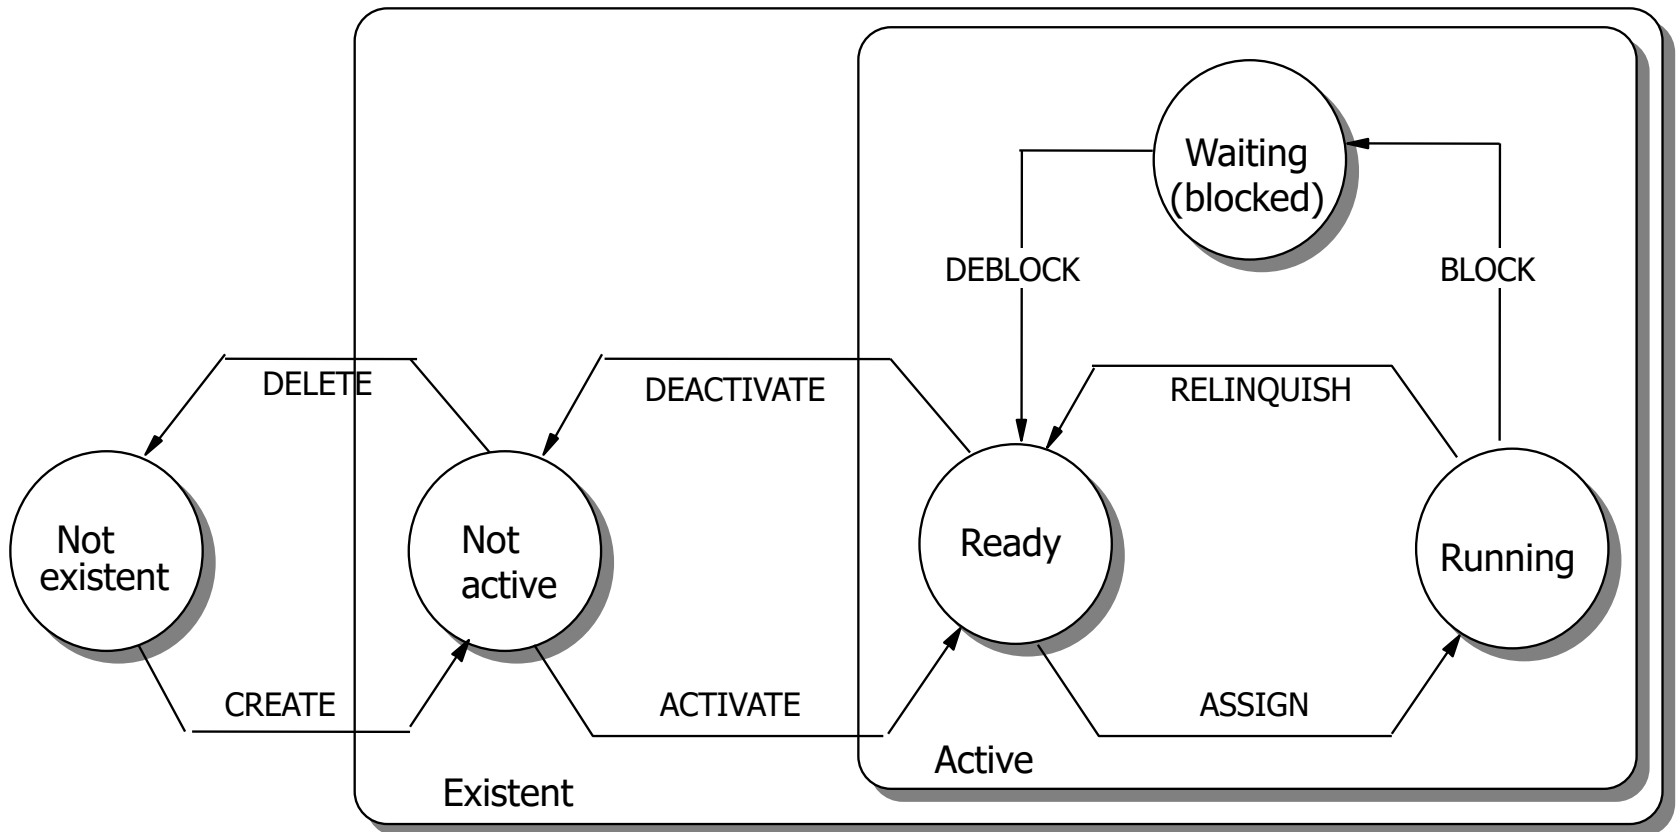 Waiting
(blocked)
DEBLOCK
BLOCK
DELETE
DEACTIVATE
RELINQUISH
Not
existent
Not
active
Ready
Running
CREATE
ACTIVATE
ASSIGN
Active
Existent